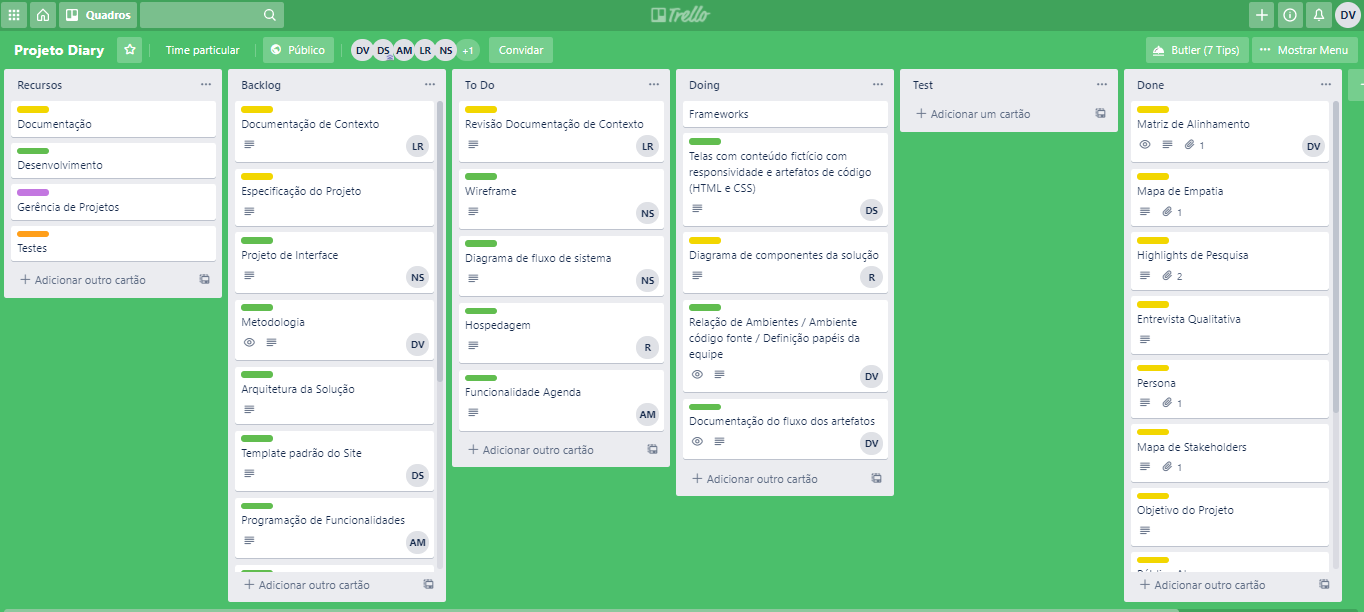 Quadros
Trello
DV
Projeto Diary
Time particular
Público
DV DS AM LR NS +1
Convidar
Butler (7 Tips)
Mostrar Menu
Recursos
Documentação
Desenvolvimento
Gerência de Projetos
Testes
Adicionar outro cartão
Backlog
Documentação de Contexto
LR
Especificação do Projeto
Projeto de Interface
NS
Metodologia
DV
Arquitetura da Solução
Template padrão do Site
DS
Programação de Funcionalidades
AM
Adicionar outro cartão
To Do
Revisão Documentação de Contexto
LR
Wireframe
NS
Diagrama de fluxo de sistema
NS
Hospedagem
R
Funcionalidade Agenda
AM
Adicionar outro cartão
Doing
Frameworks
Telas com conteúdo fictício com
responsividade e artefatos de código
(HTML e CSS)
DS
Diagrama de componentes da solução
R
Relação de Ambientes / Ambiente
código fonte / Definição papéis da
equipe
DV
Documentação do fluxo dos artefatos
DV
Adicionar outro cartão
Test
Adicionar um cartão
Done
Matriz de Alinhamento
1
DV
Mapa de Empatia
1
Highlights de Pesquisa
2
Entrevista Qualitativa
Persona
1
Mapa de Stakeholders
1
Objetivo do Projeto
Adicionar outro cartão